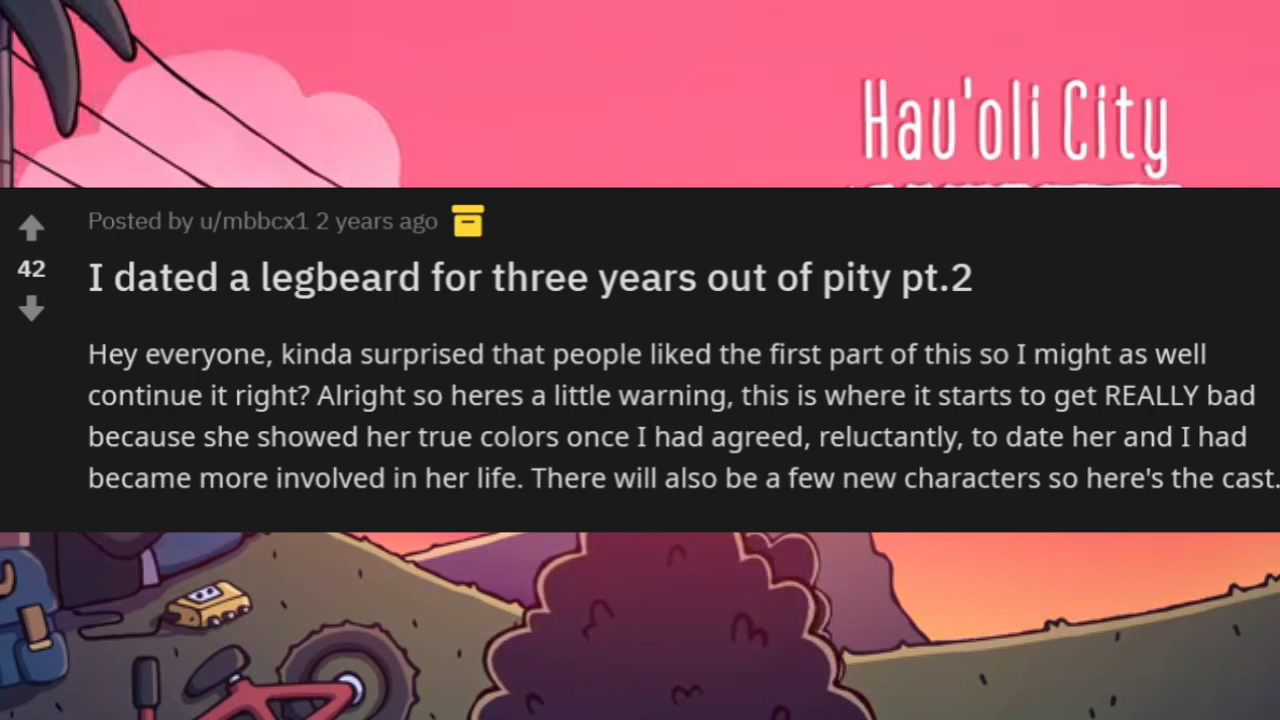 Hau'oli City
Posted by u/mbbcx1 2 years ago
42
I dated a legbeard for three years out of pity pt.2
Hey everyone, kinda surprised that people liked the first part of this so I might as well
continue it right? Alright so heres a little warning, this is where it starts to get REALLY bad
because she showed her true colors once I had agreed, reluctantly, to date her and I had
became more involved in her life. There will also be a few new characters so here's the cast.